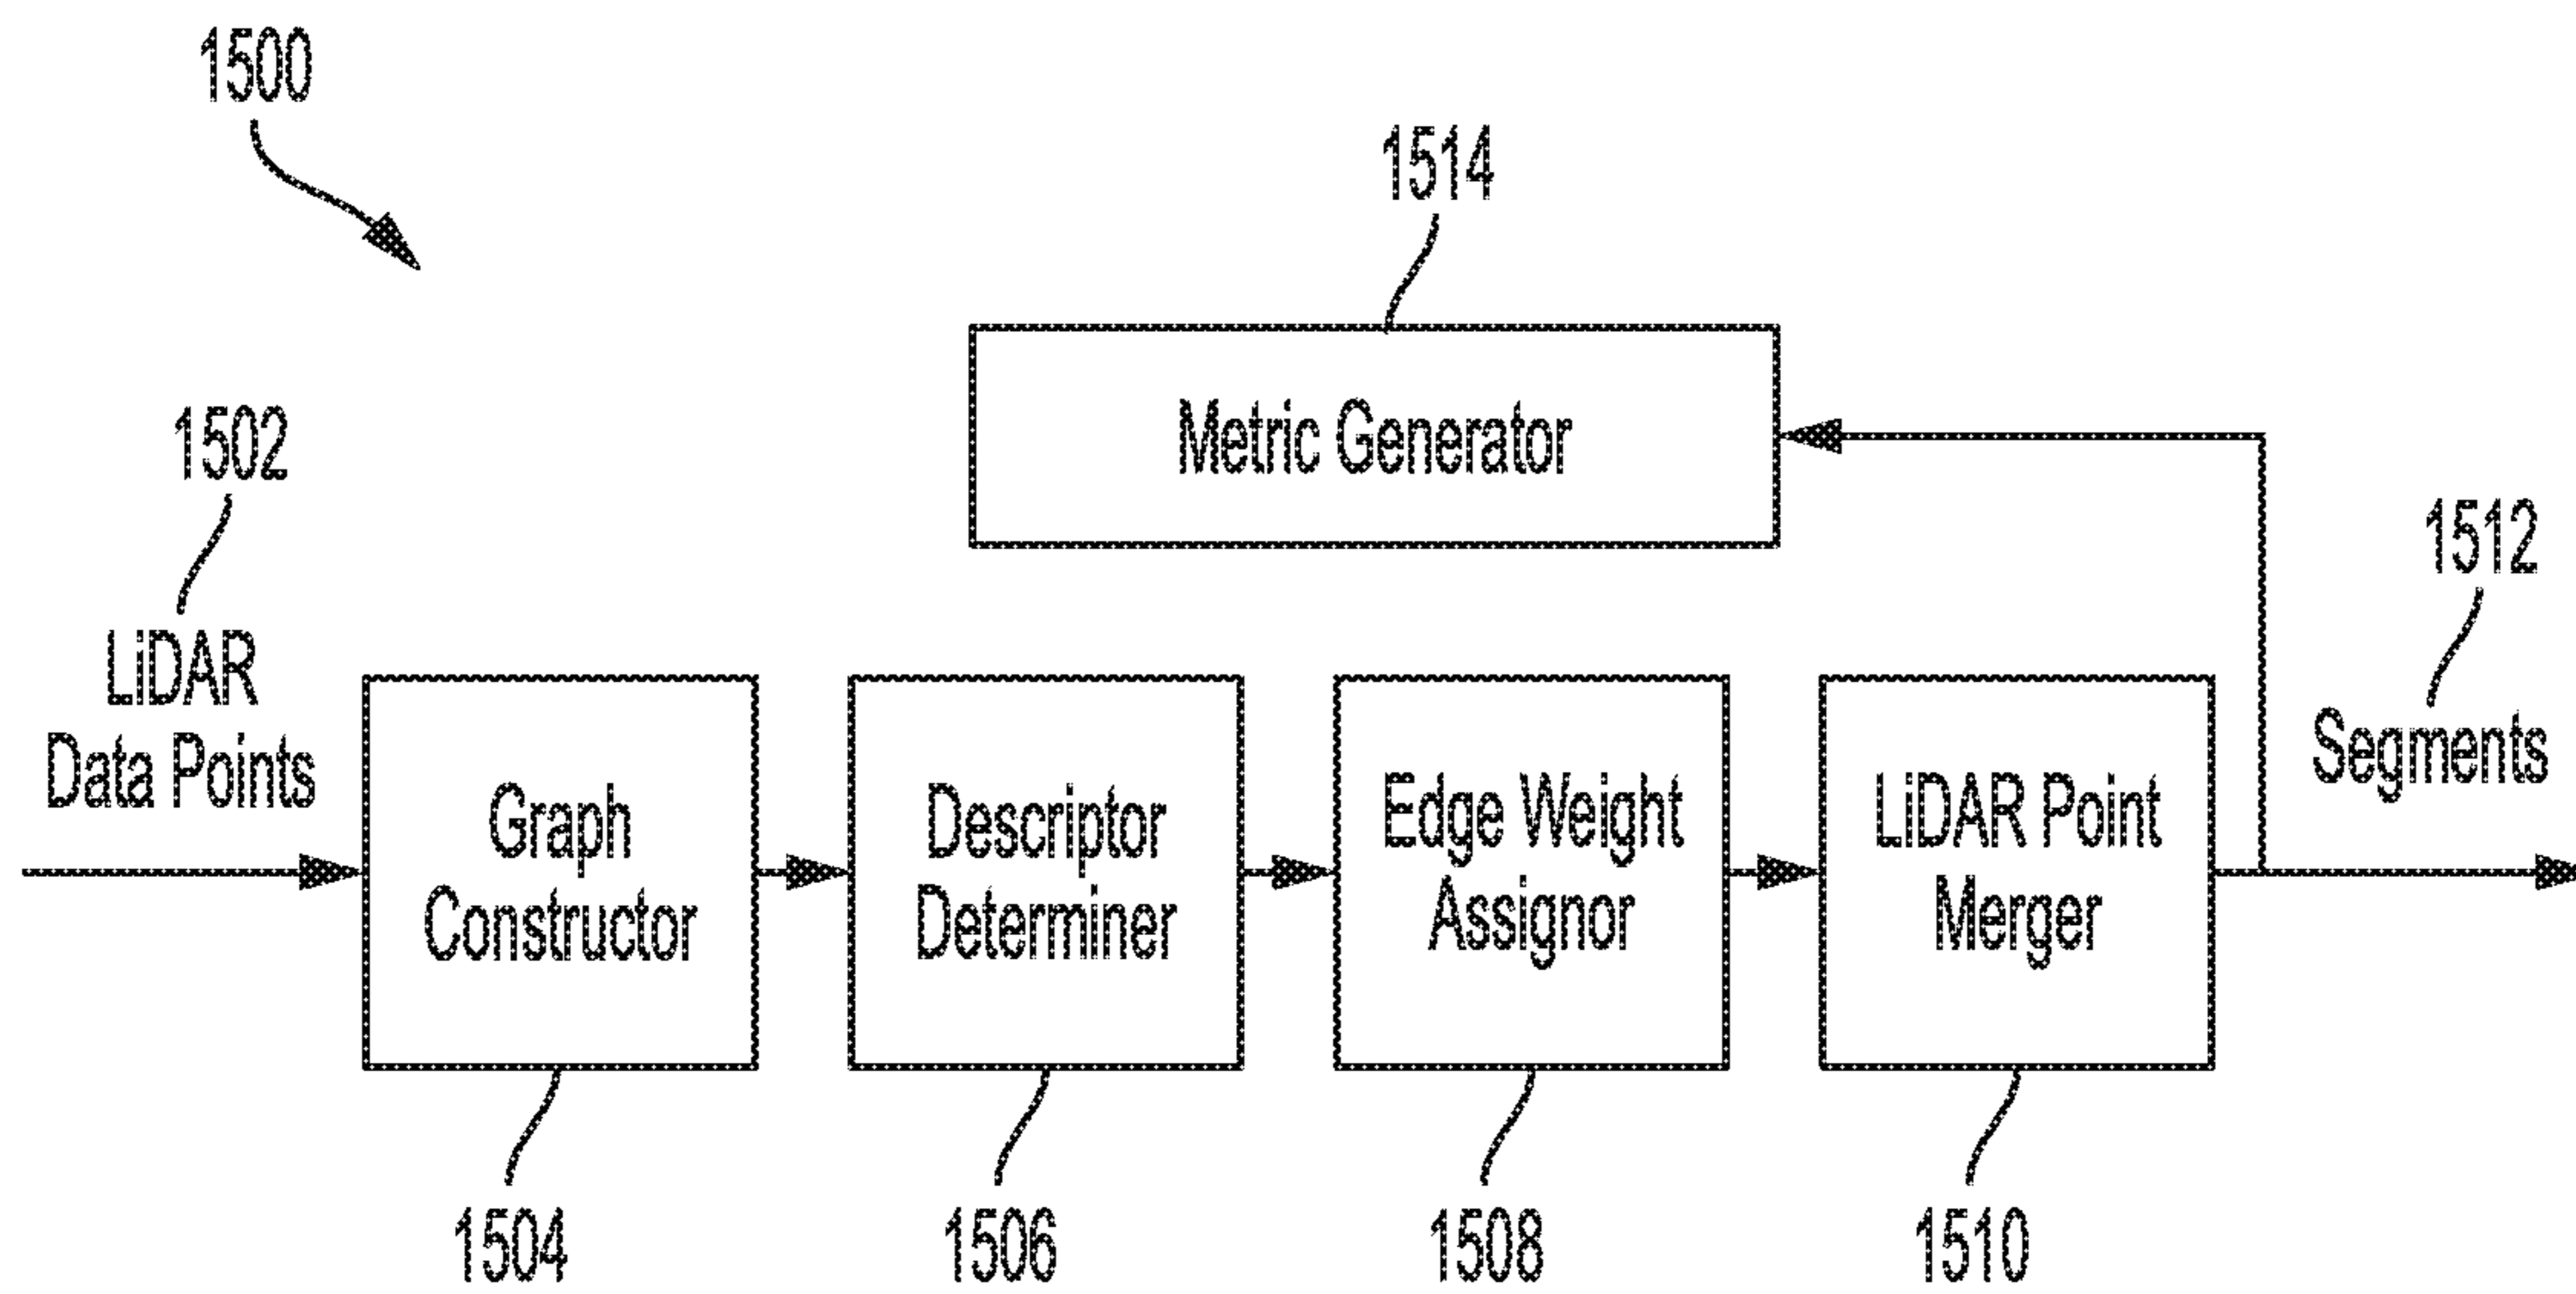 1500
1514
Metric Generator
1502
LiDAR
Data Points
1512
Segments
Graph
Constructor
Descriptor
Determiner
Edge Weight
Assignor
LiDAR Point
Merger
1504
1506
1508
1510